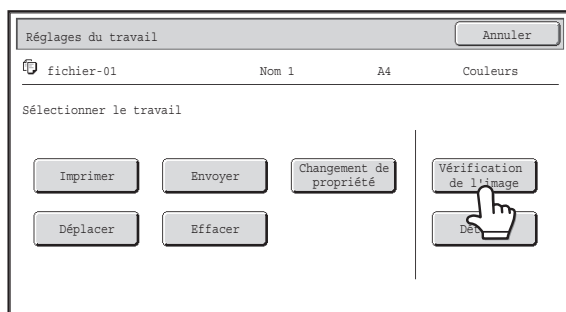 Réglages du travail
Annuler
fichier-01 Nom 1 A4 Couleurs
Sélectionner le travail
Imprimer Envoyer Changement de propriété Vérification de l'image
Déplacer Effacer